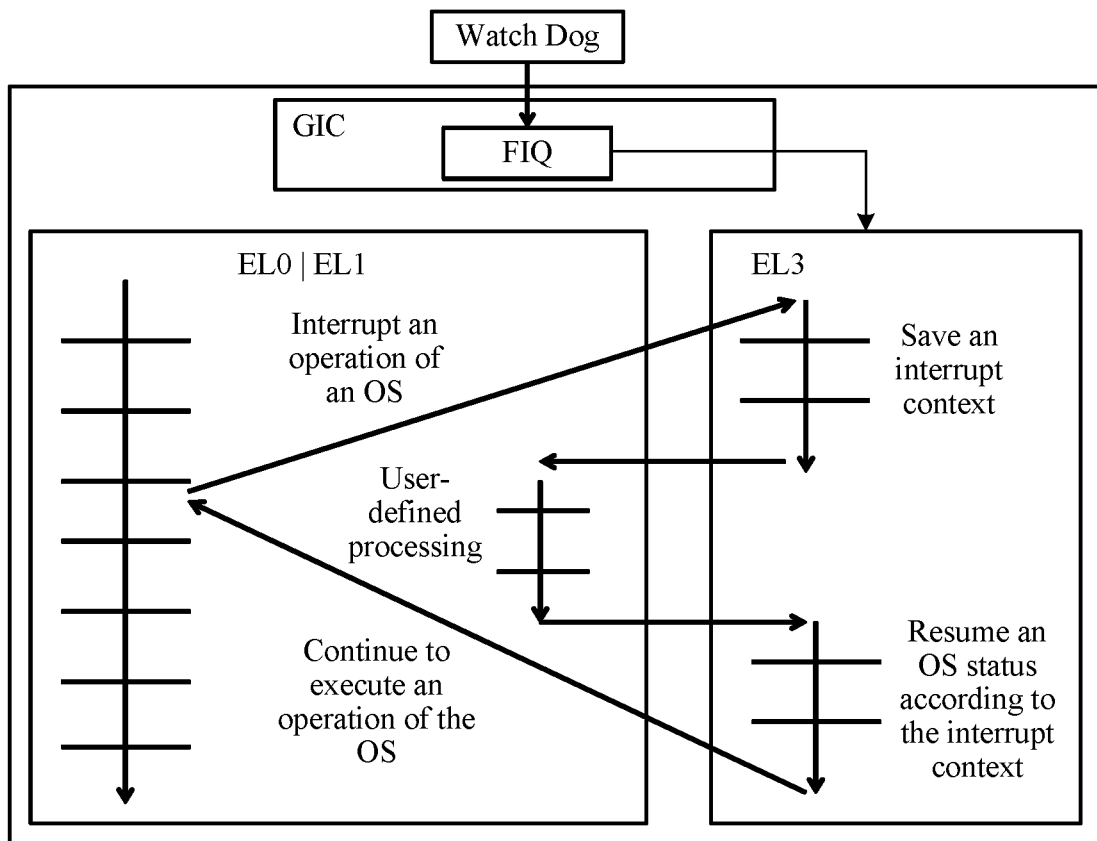 Watch Dog
GIC
FIQ
EL0 | EL1
Interrupt an
operation of
an OS
User-
defined
processing
Continue to
execute an
operation of the
OS
EL3
Save an
interrupt
context
Resume an
OS status
according to
the interrupt
context